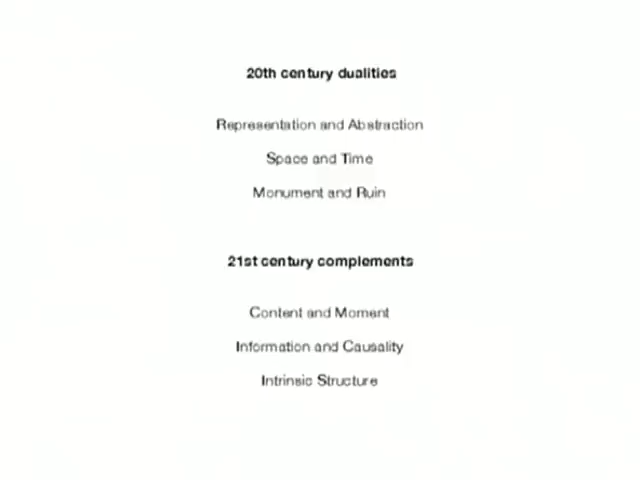 20th century dualities
Representation and Abstraction
Space and Time
Monument and Ruin
21st century complements
Content and Moment
Information and Causality
Intrinsic Structure